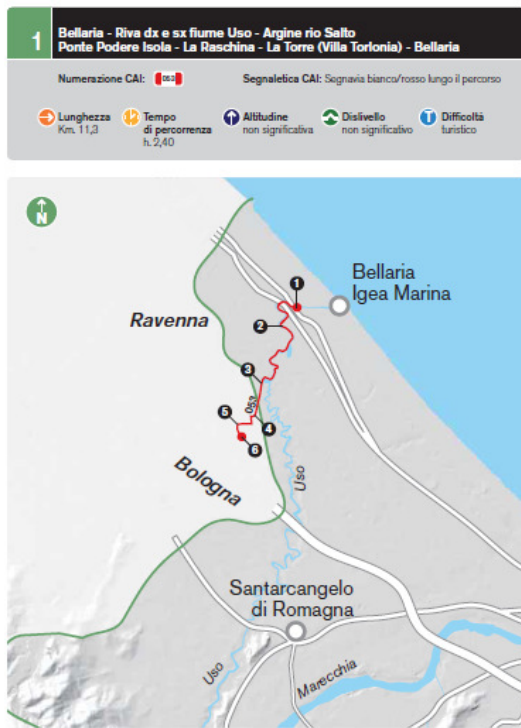 1
Bellaria - Riva dx e sx fiume Uso - Argine rio Salto
Ponte Podere Isola - La Raschina - La Torre (Villa Torlonia) - Bellaria
Numerazione CAI: 053
Segnaletica CAI: Segnavia bianco/rosso lungo il percorso
Lunghezza
Km. 11,3
Tempo
di percorrenza
h. 2,40
Altitudine
non significativa
Dislivello
non significativo
T
Difficoltà
turistico
N
Bellaria
Igea Marina
1
Ravenna
2
3
053
5
4
6
Bologna
Uso
Santarcangelo
di Romagna
Uso
Marecchia